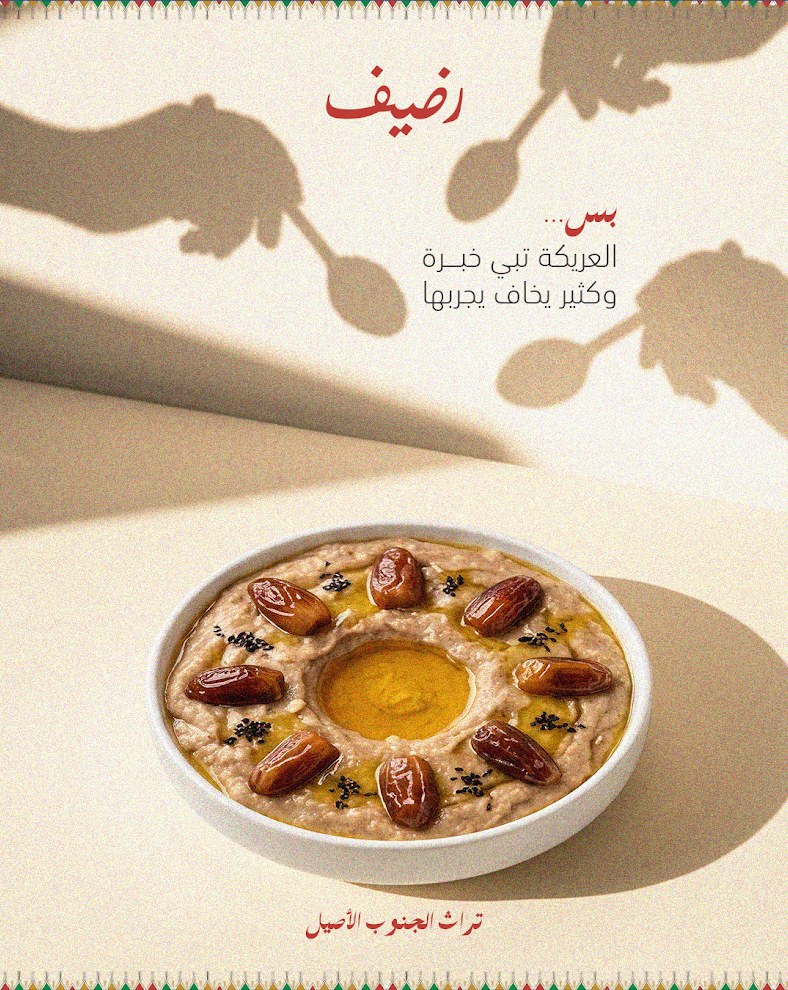 رضيف
بس...
العريكة تبي خبـرة
وكثير يخاف يجربها
تراث الجنوب الأصيل